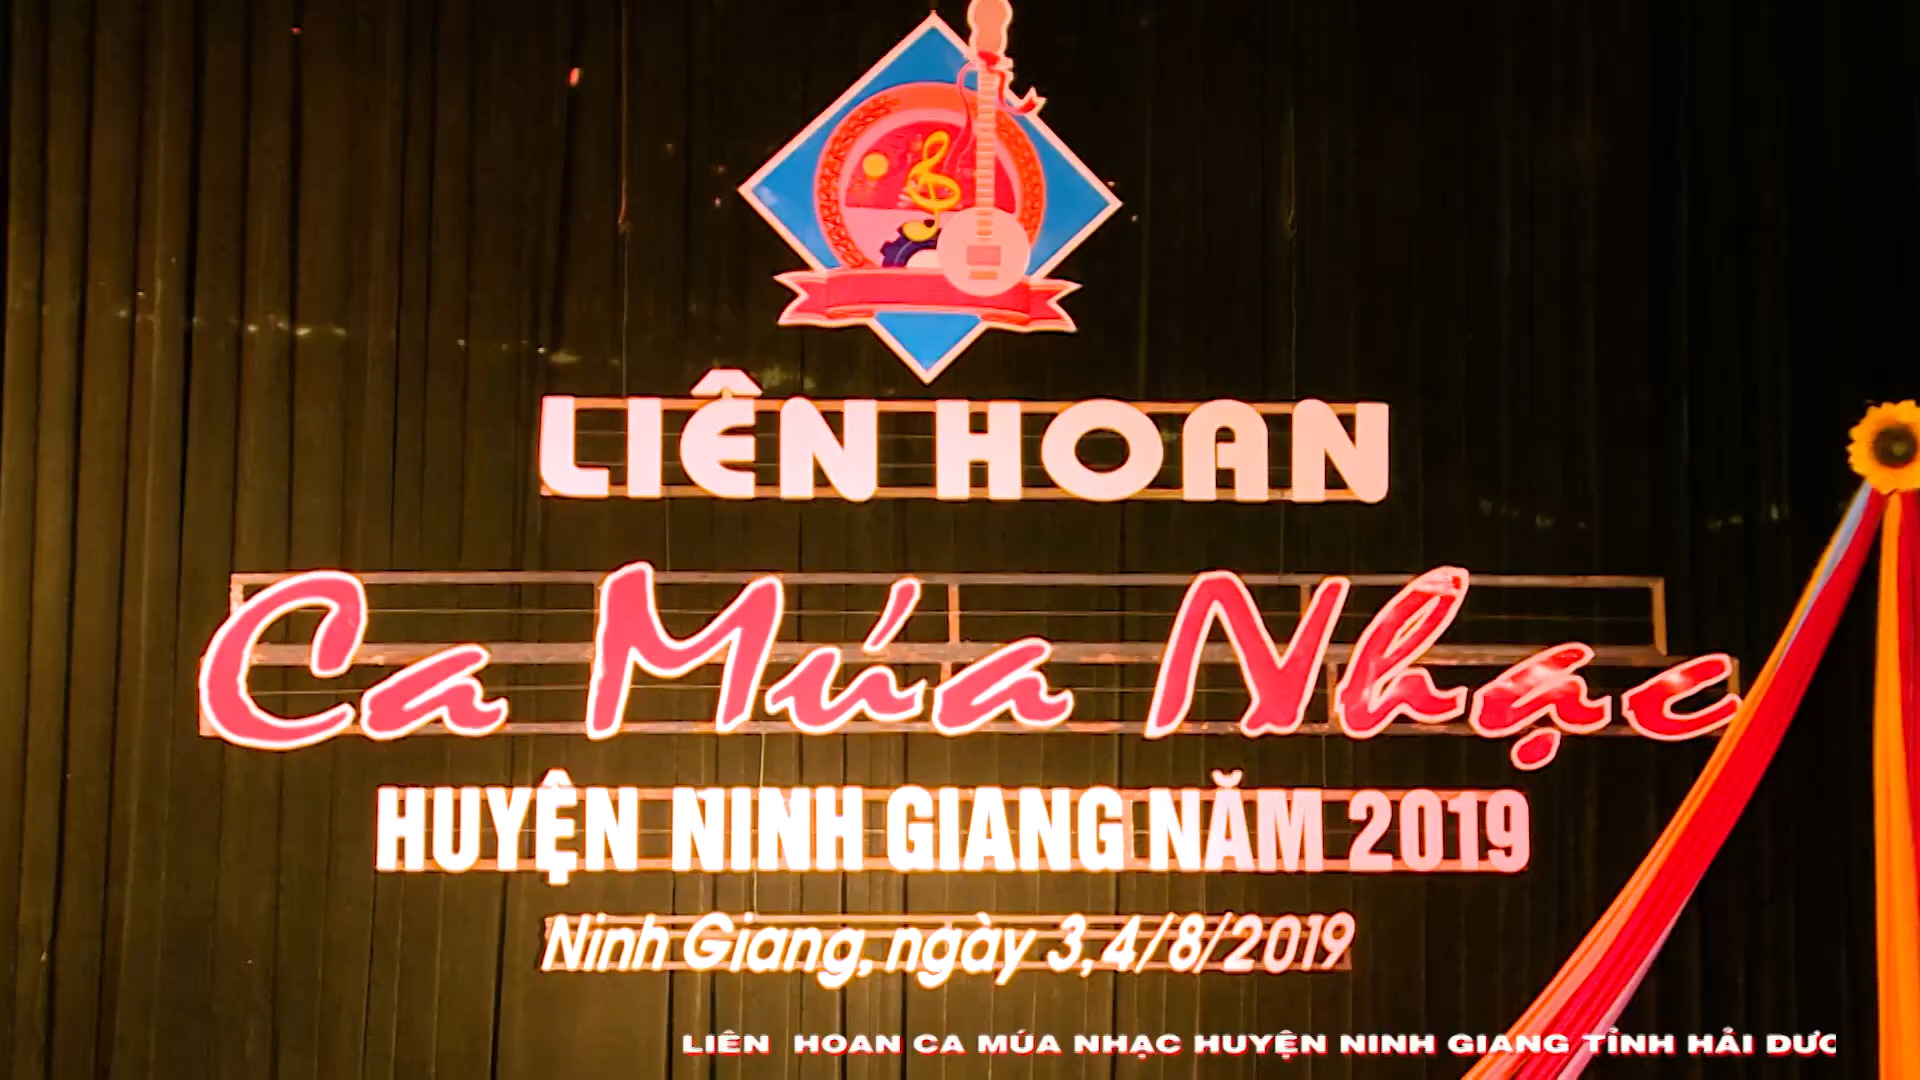 LIÊN HOAN
Ca Múa Nhạc
HUYỆN NINH GIANG NĂM 2019
Ninh Giang, ngày 3,4/8/2019
LIÊN HOAN CA MÚA NHẠC HUYỆN NINH GIANG TỈNH HẢI